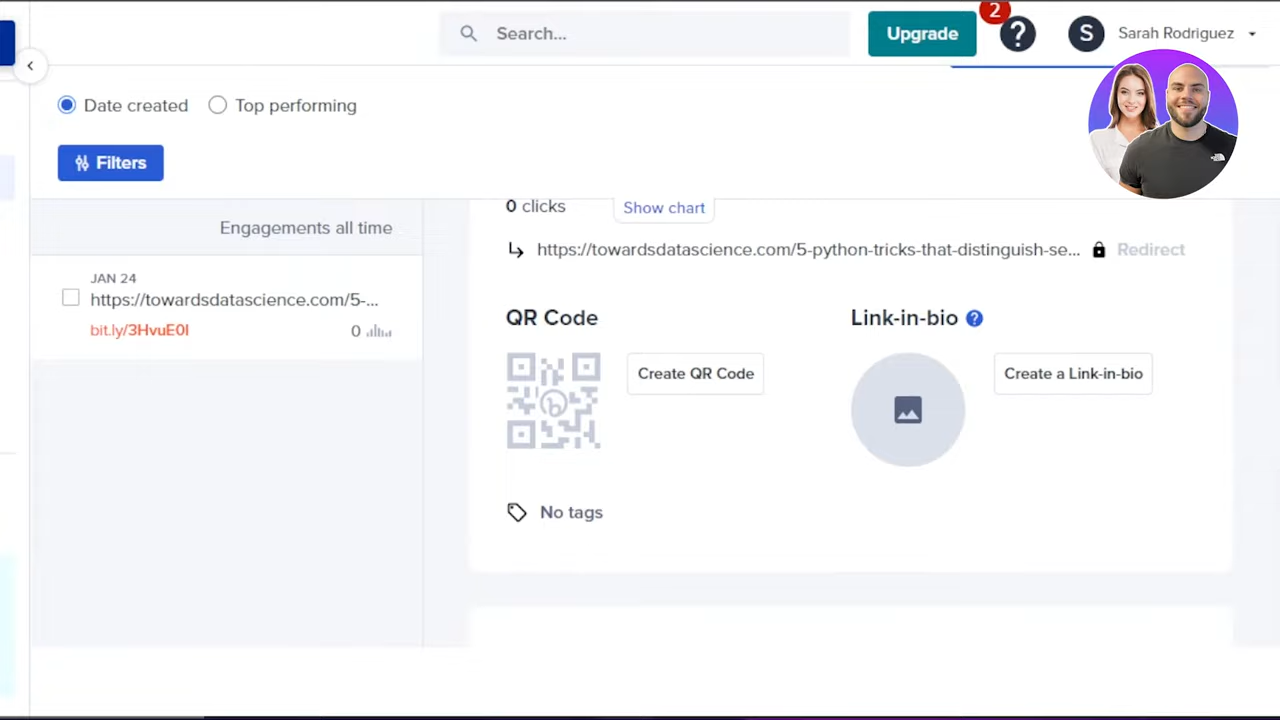 Search...
Upgrade
2
?
S
Sarah Rodriguez
Date created
Top performing
Filters
Engagements all time
JAN 24
https://towardsdatascience.com/5-...
bit.ly/3HvuE0I
0
0 clicks
Show chart
https://towardsdatascience.com/5-python-tricks-that-distinguish-se...
Redirect
QR Code
Create QR Code
Link-in-bio ?
Create a Link-in-bio
No tags